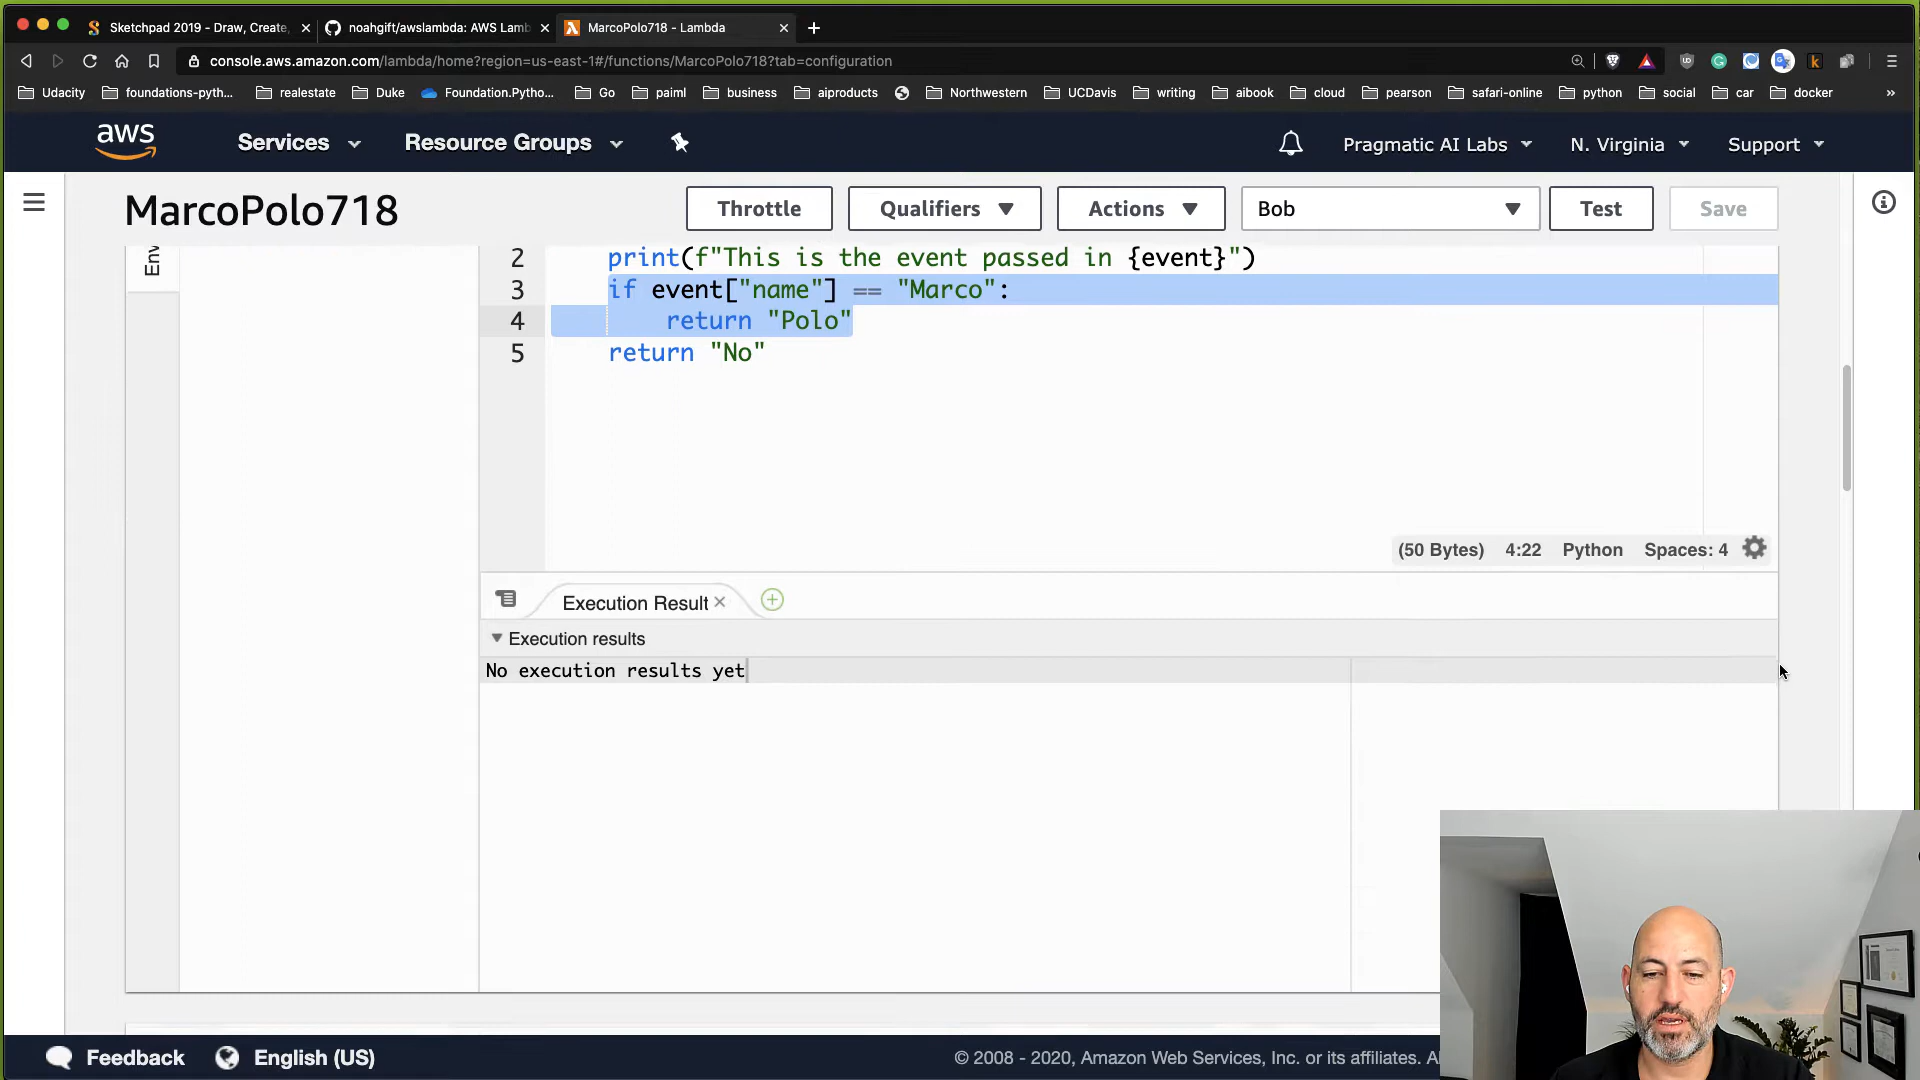 Sketchpad 2019 - Draw, Create,
noahgift/awslambda: AWS Lamb
MarcoPolo718 - Lambda
console.aws.amazon.com/lambda/home?region=us-east-1#/functions/MarcoPolo718?tab=configuration
Udacity foundations-pyth... realestate Duke Foundation.Pytho... Go paiml business aiproducts Northwestern UCDavis writing aibook cloud pearson safari-online python social car docker »
aws Services Resource Groups Pragmatic AI Labs N. Virginia Support
MarcoPolo718 Throttle Qualifiers Actions Bob Test Save
Env
2 print(f"This is the event passed in {event}")
3 if event["name"] == "Marco":
4 return "Polo"
5 return "No"
(50 Bytes) 4:22 Python Spaces: 4
Execution Result
Execution results
No execution results yet
Feedback English (US) © 2008 - 2020, Amazon Web Services, Inc. or its affiliates.